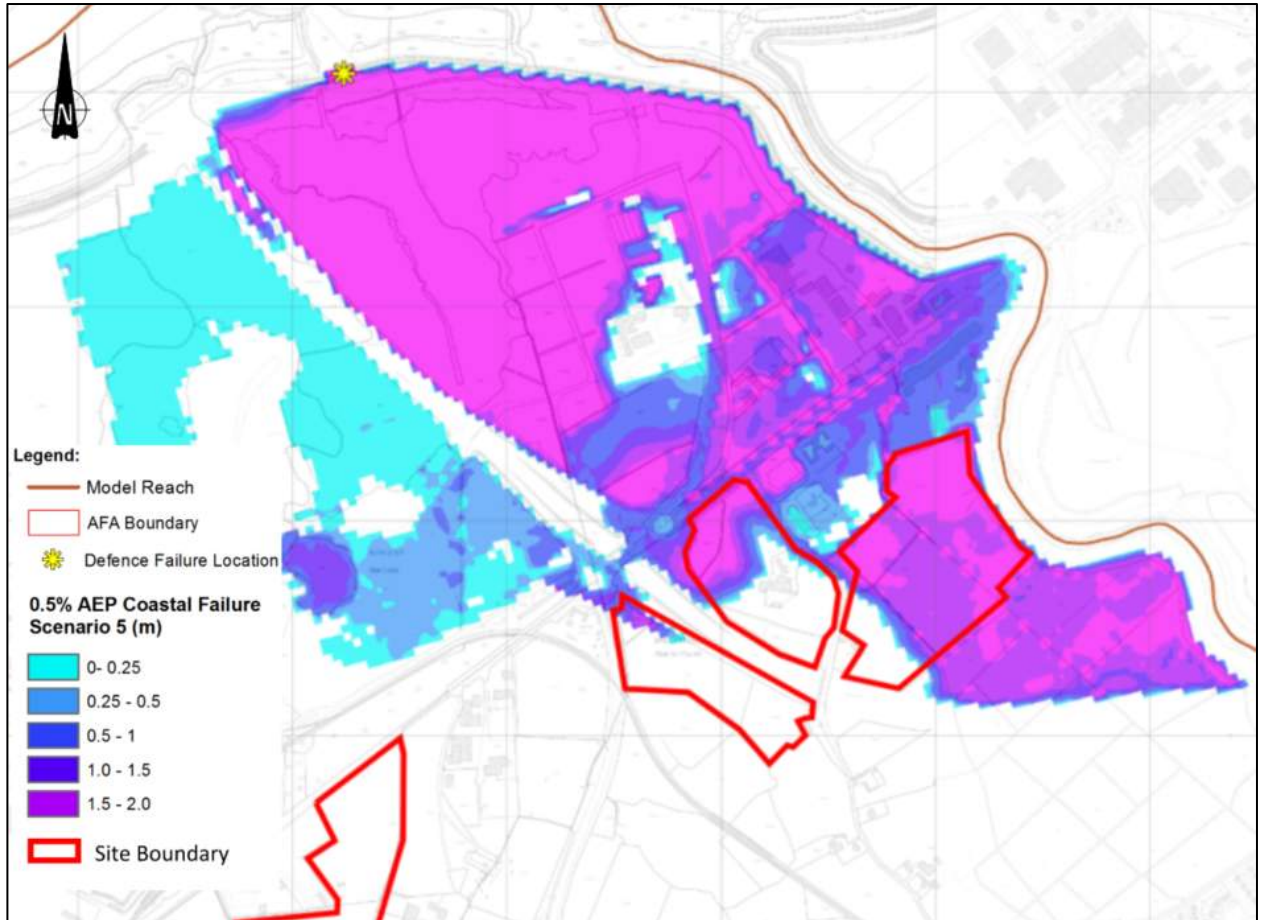 N
Legend:
Model Reach
AFA Boundary
Defence Failure Location
0.5% AEP Coastal Failure
Scenario 5 (m)
0- 0.25
0.25 - 0.5
0.5 - 1
1.0 - 1.5
1.5 - 2.0
Site Boundary